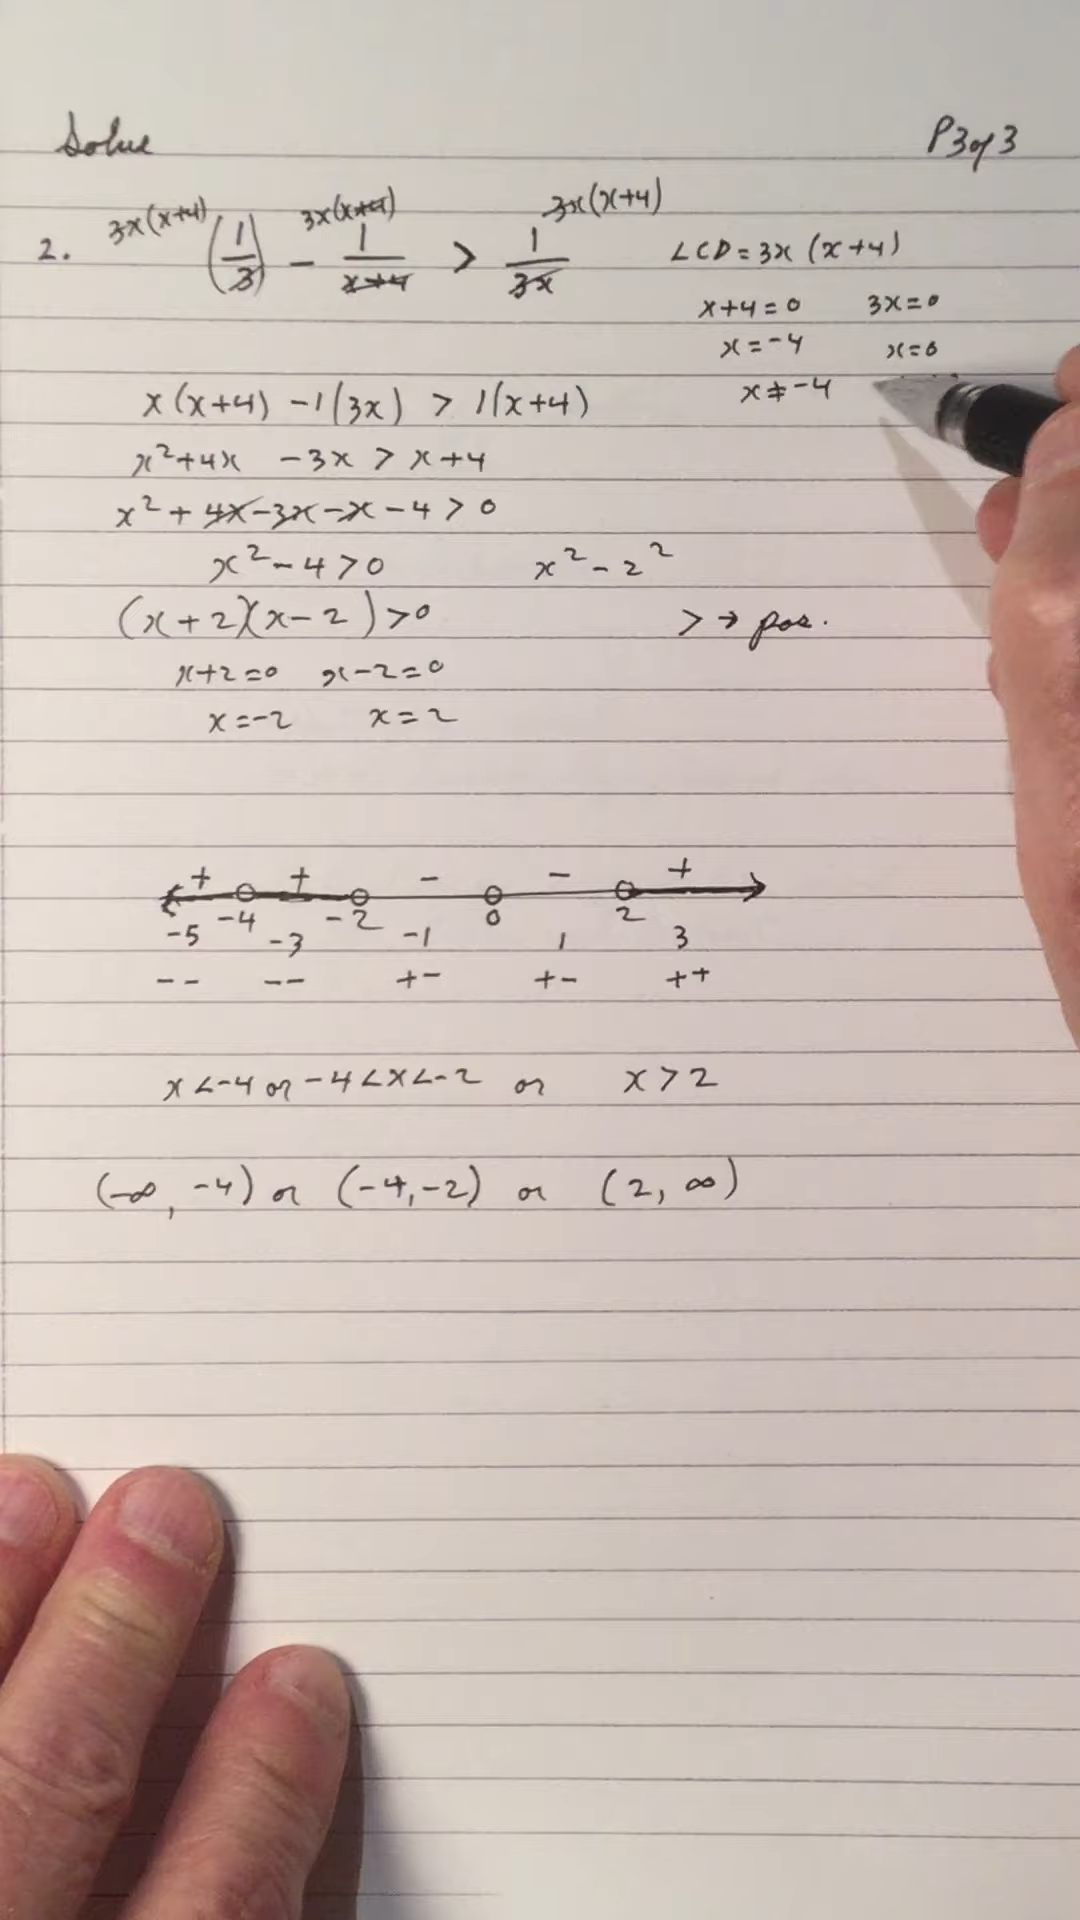 Solve P3of3
3x(x+4) 3x(x+4) 3x(x+4)
2. (1/3) - 1/x+4 > 1/3x LCD = 3x (x+4)
x+4=0 3x=0
x=-4 x=0
x≠-4
x(x+4) -1(3x) > 1(x+4)
x²+4x -3x > x+4
x² + 4x-3x-x-4 > 0
x²-4>0 x²-2²
(x+2)(x-2)>0 > → pos.
x+2=0 x-2=0
x=-2 x=2
+ + - - +
-4 -2 0 2
-5 -3 -1 1 3
-- -- +- +- ++
x<-4 or -4<x<-2 or x>2
(-∞, -4) or (-4,-2) or (2, ∞)